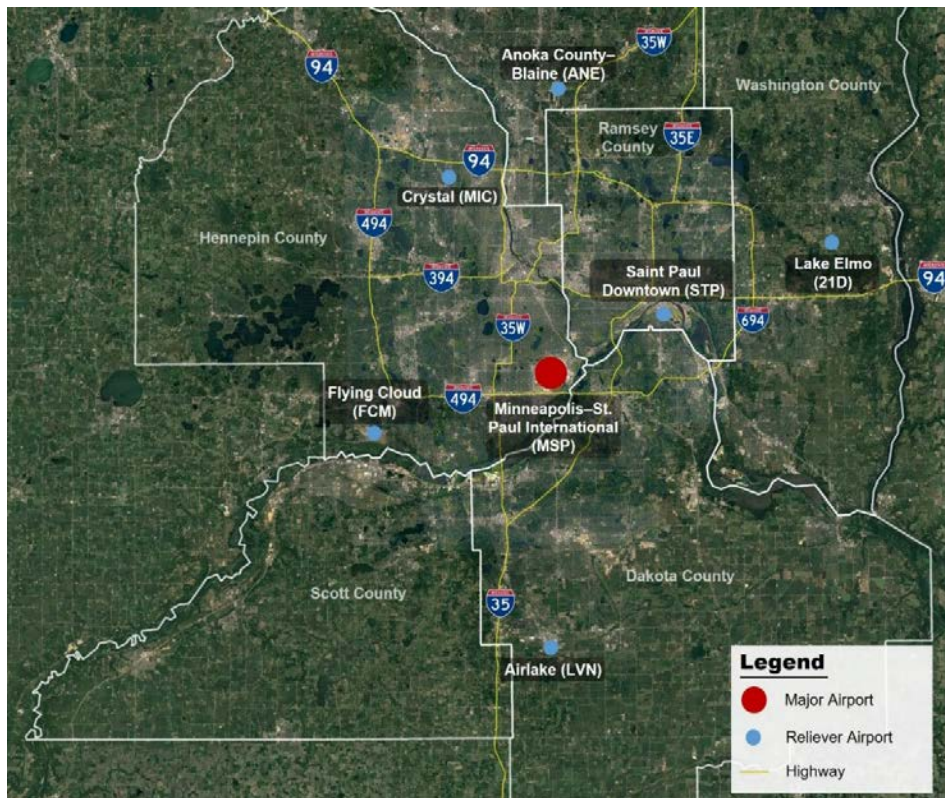 94
35W
Anoka County–
Blaine (ANE)
Washington County
Ramsey
County
35E
94
Crystal (MIC)
494
Hennepin County
394
Saint Paul
Downtown (STP)
Lake Elmo
(21D)
94
35W
694
Flying Cloud
(FCM)
494
Minneapolis–St.
Paul International
(MSP)
Dakota County
Scott County
35
Airlake (LVN)
Legend
Major Airport
Reliever Airport
Highway